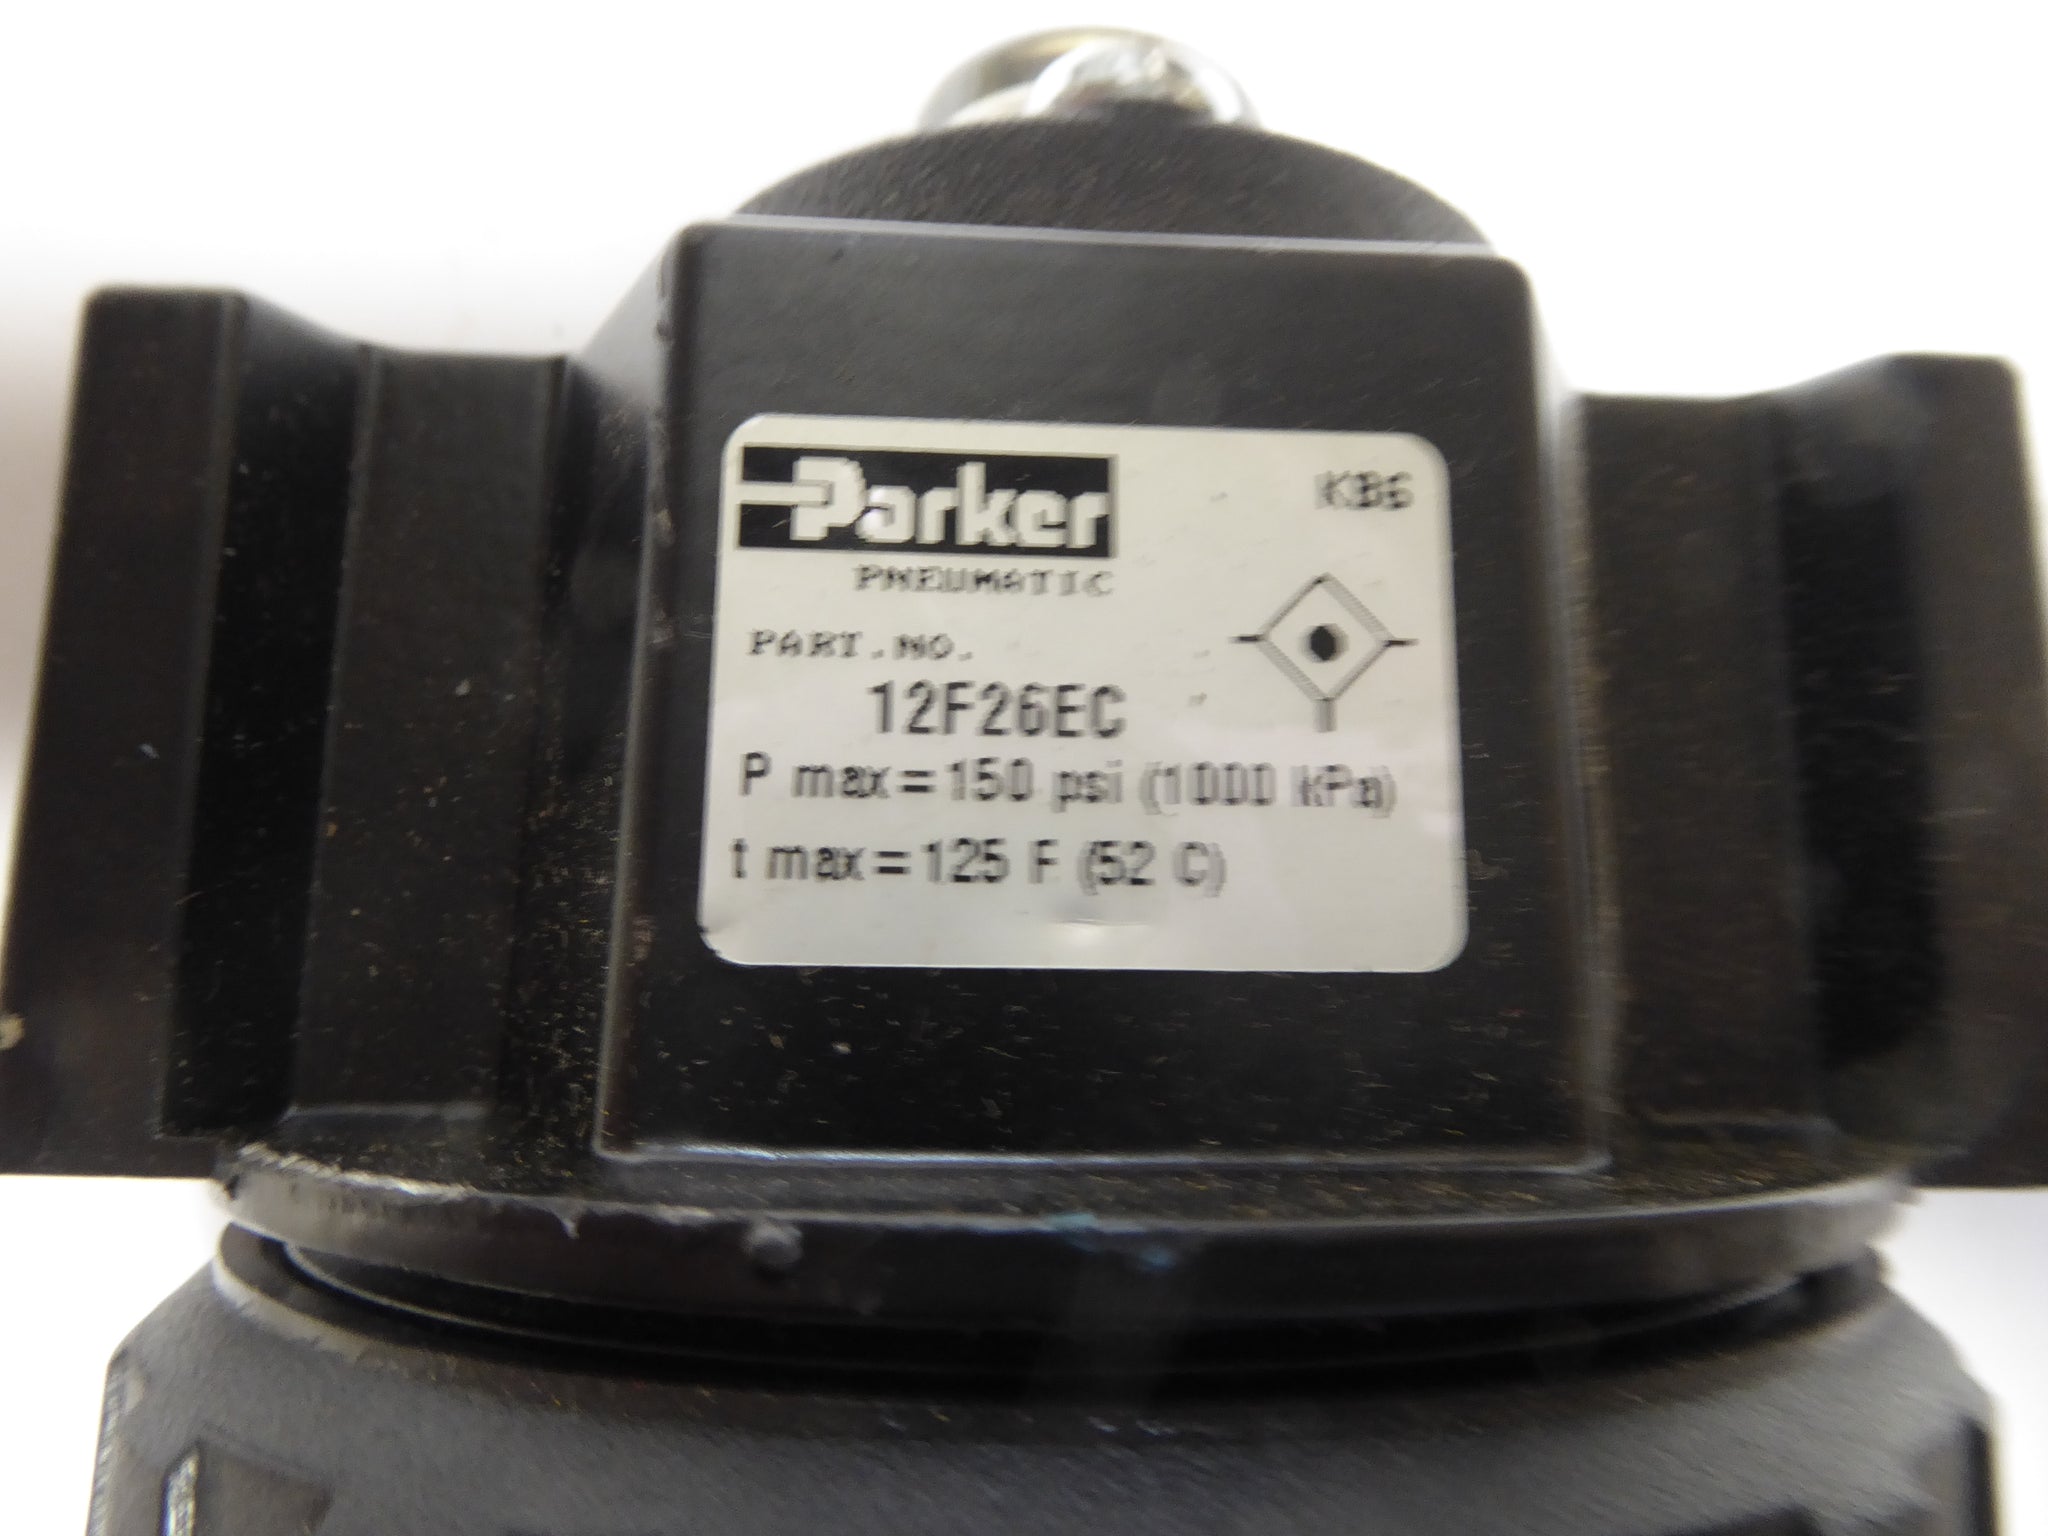 Parker
KB6
PNEUMATIC
PART.NO.
12F26EC
P max=150 psi (1000 kPa)
t max=125 F (52 C)